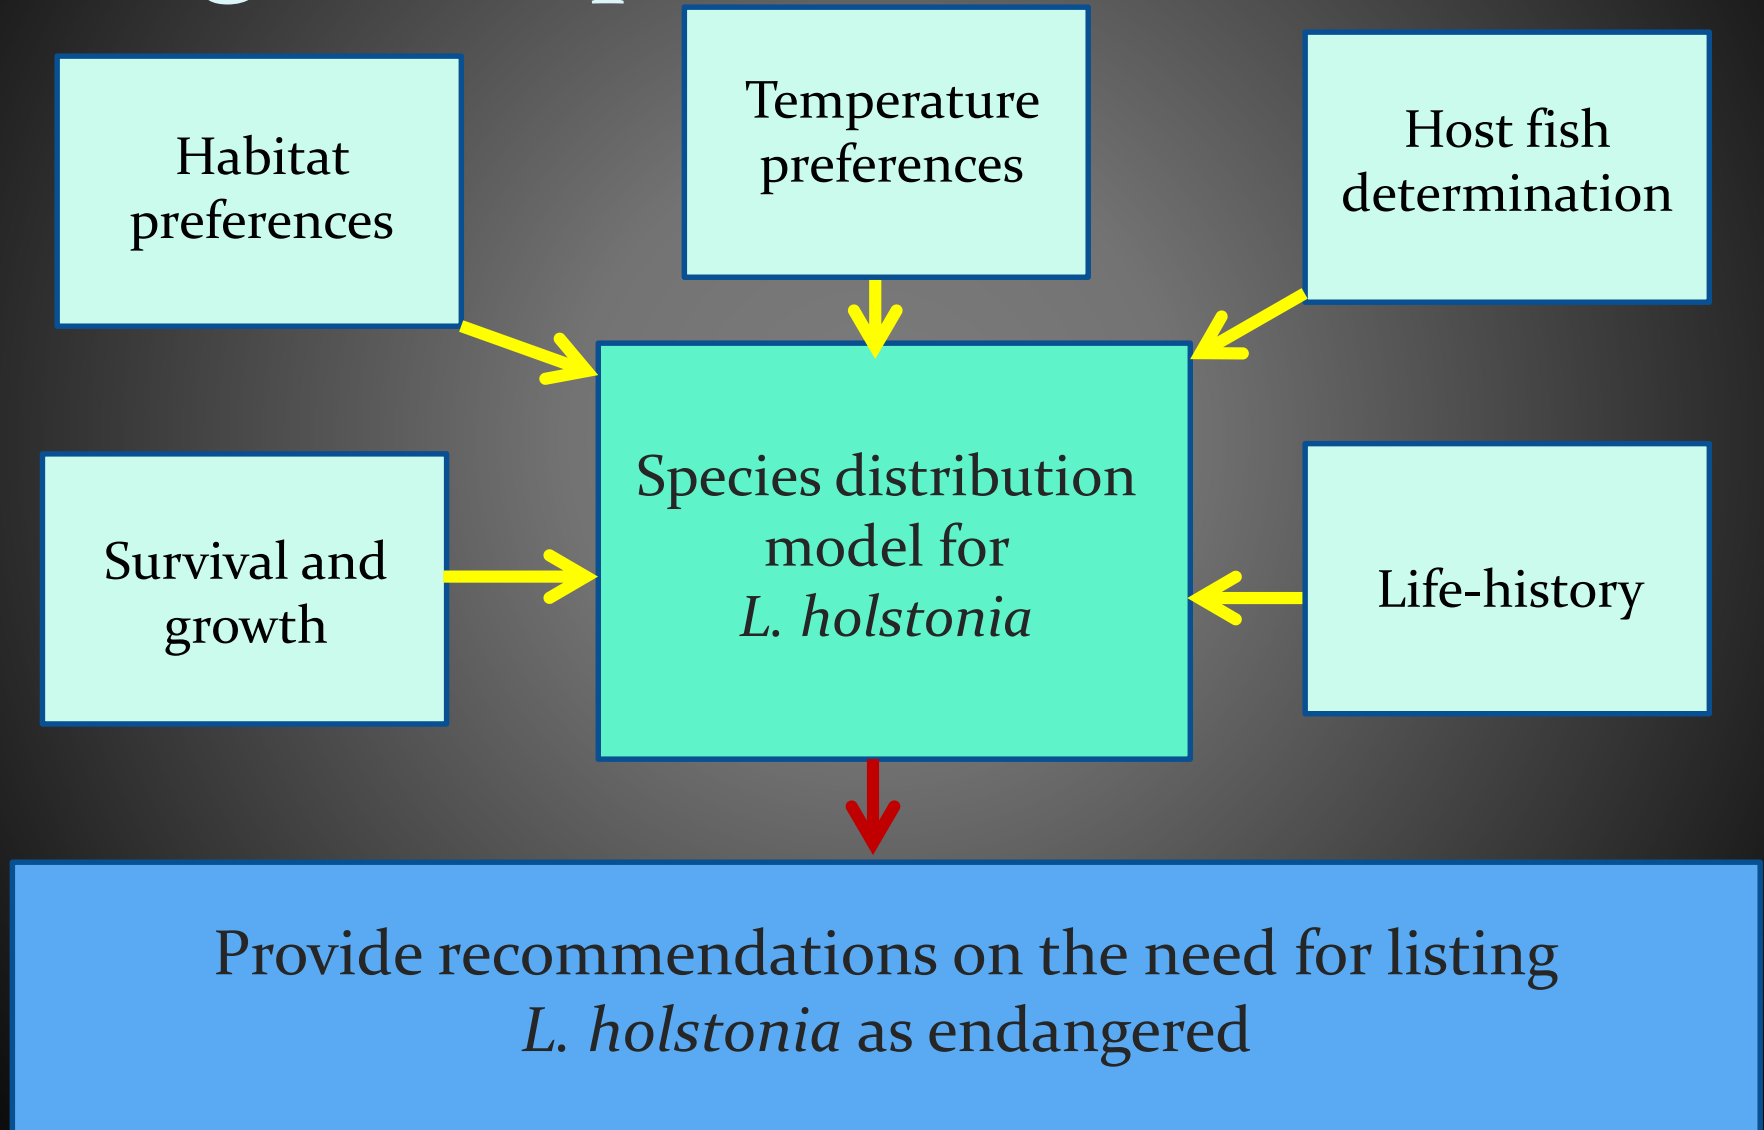 Habitat
preferences
Temperature
preferences
Host fish
determination
Survival and
growth
Species distribution
model for
L. holstonia
Life-history
Provide recommendations on the need for listing
L. holstonia as endangered